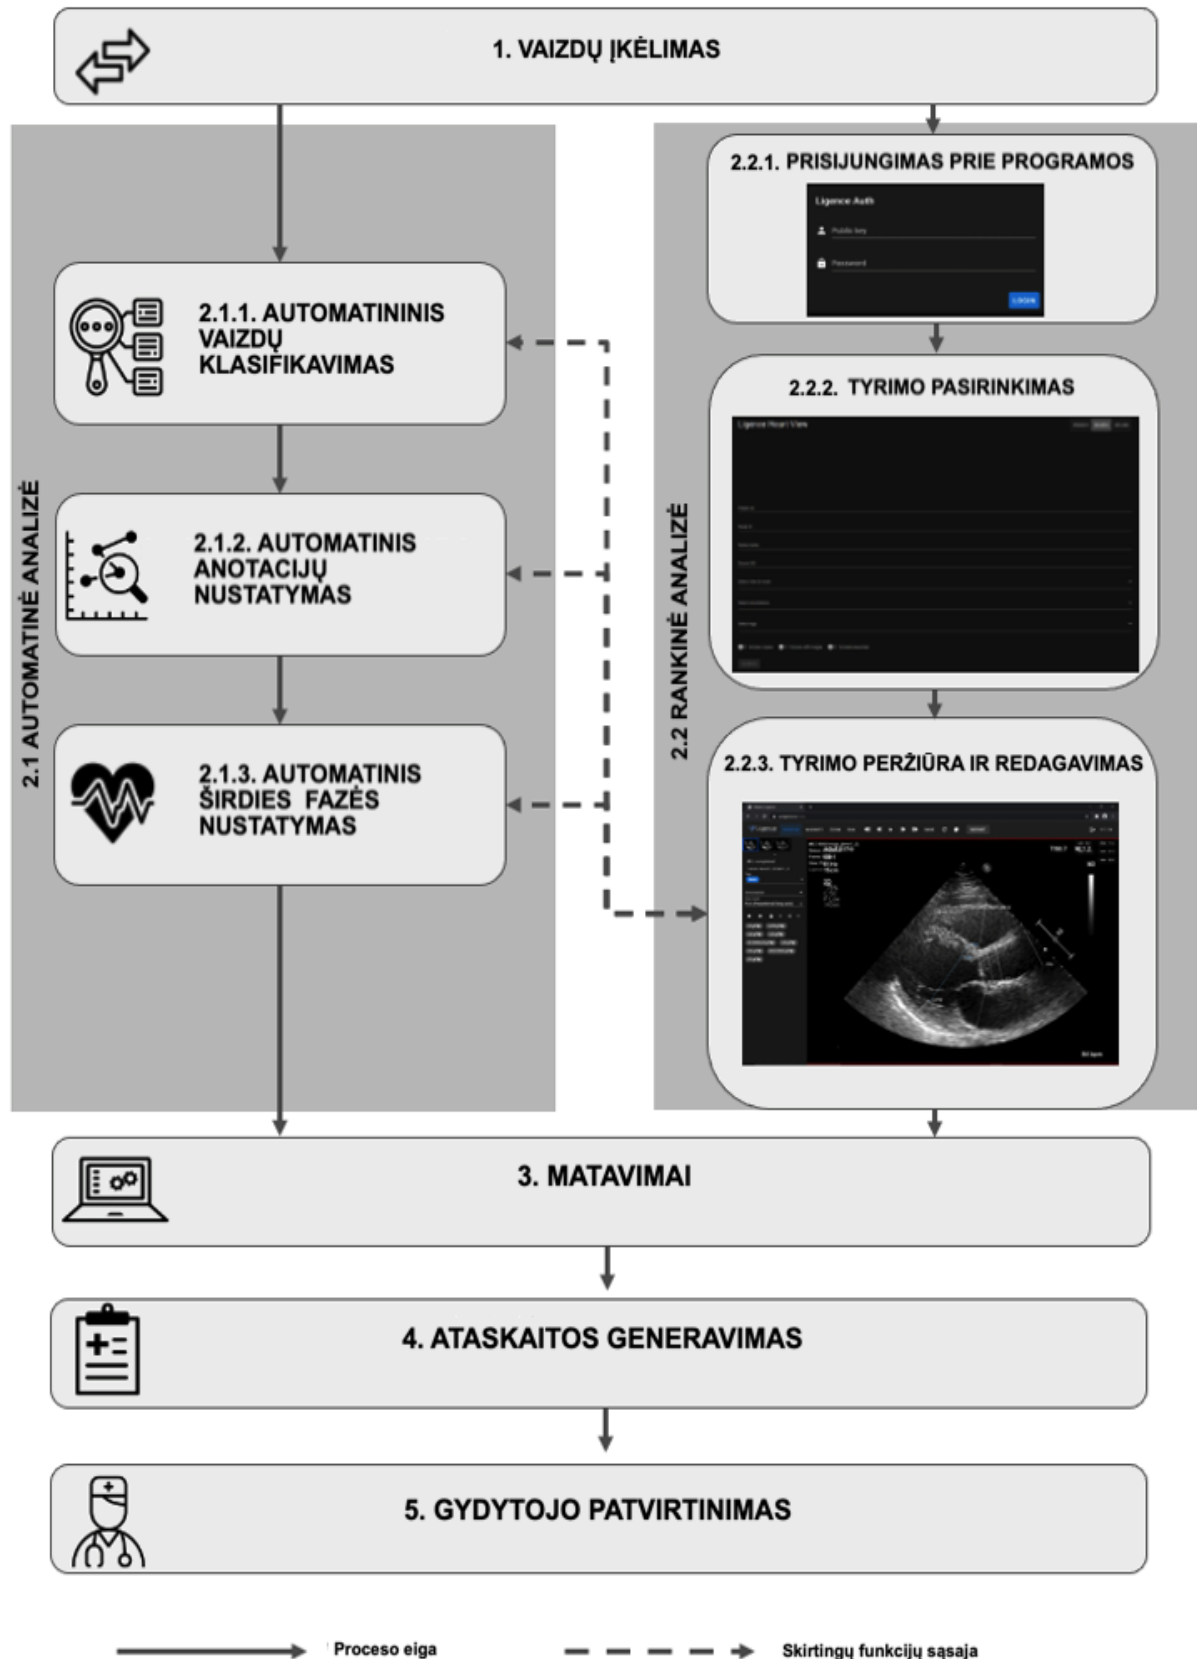 1. VAIZDŲ ĮKĖLIMAS
2.1 AUTOMATINĖ ANALIZĖ
2.1.1. AUTOMATININIS
VAIZDŲ
KLASIFIKAVIMAS
2.1.2. AUTOMATINIS
ANOTACIJŲ
NUSTATYMAS
2.1.3. AUTOMATINIS
ŠIRDIES FAZĖS
NUSTATYMAS
2.2 RANKINĖ ANALIZĖ
2.2.1. PRISIJUNGIMAS PRIE PROGRAMOS
Ligence Auth
Public key
Password
LOGIN
2.2.2. TYRIMO PASIRINKIMAS
Ligence Heart View
2.2.3. TYRIMO PERŽIŪRA IR REDAGAVIMAS
3. MATAVIMAI
4. ATASKAITOS GENERAVIMAS
5. GYDYTOJO PATVIRTINIMAS
Proceso eiga
Skirtingų funkcijų sąsaja